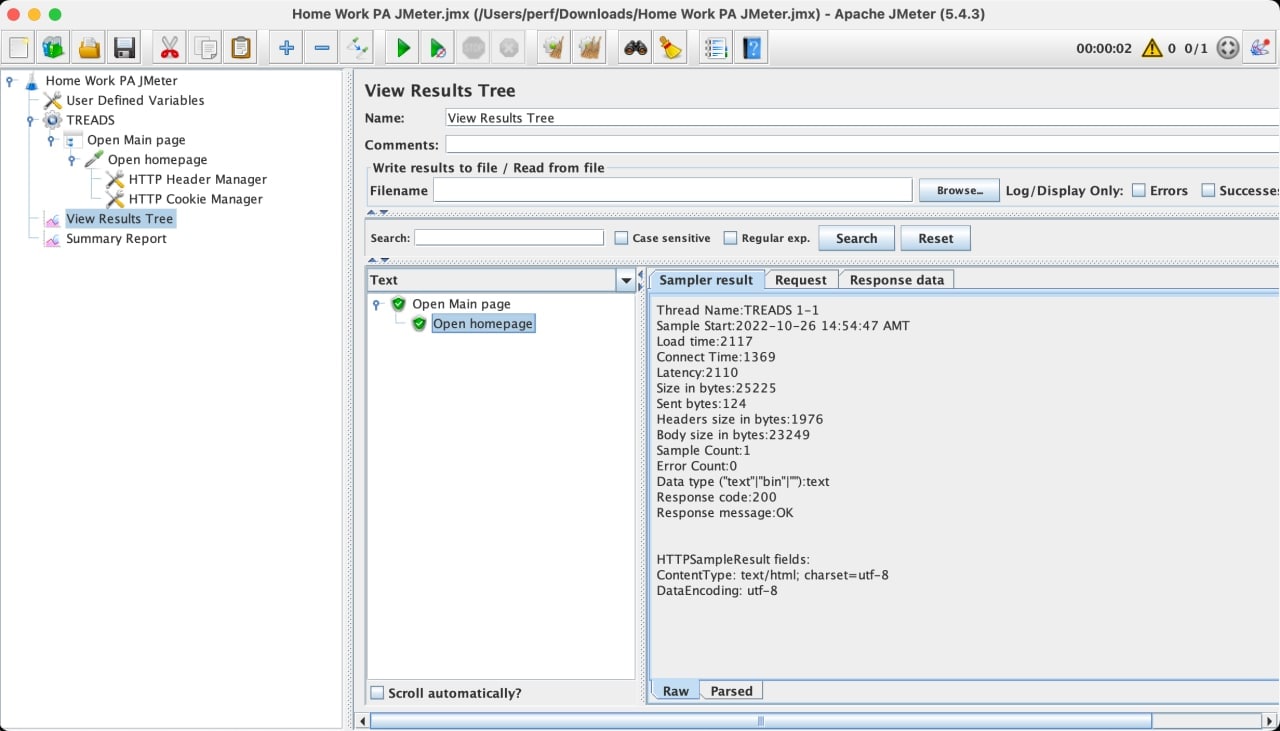 Home Work PA JMeter.jmx (/Users/perf/Downloads/Home Work PA JMeter.jmx) - Apache JMeter (5.4.3)
00:00:02 0 0/1
Home Work PA JMeter
User Defined Variables
TREADS
Open Main page
Open homepage
HTTP Header Manager
HTTP Cookie Manager
View Results Tree
Summary Report
View Results Tree
Name: View Results Tree
Comments:
Write results to file / Read from file
Filename Browse... Log/Display Only: Errors Successes
Search: Case sensitive Regular exp. Search Reset
Text
Open Main page
Open homepage
Scroll automatically?
Sampler result Request Response data
Thread Name:TREADS 1-1
Sample Start:2022-10-26 14:54:47 AMT
Load time:2117
Connect Time:1369
Latency:2110
Size in bytes:25225
Sent bytes:124
Headers size in bytes:1976
Body size in bytes:23249
Sample Count:1
Error Count:0
Data type ("text"|"bin"|""):text
Response code:200
Response message:OK
HTTPSampleResult fields:
ContentType: text/html; charset=utf-8
DataEncoding: utf-8
Raw Parsed